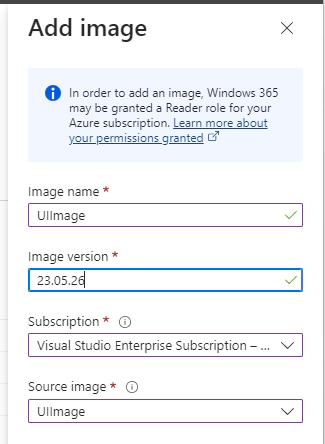 Add image
In order to add an image, Windows 365
may be granted a Reader role for your
Azure subscription. Learn more about
your permissions granted
Image name *
UIImage
Image version *
23.05.26
Subscription *
Visual Studio Enterprise Subscription – ...
Source image *
UIImage